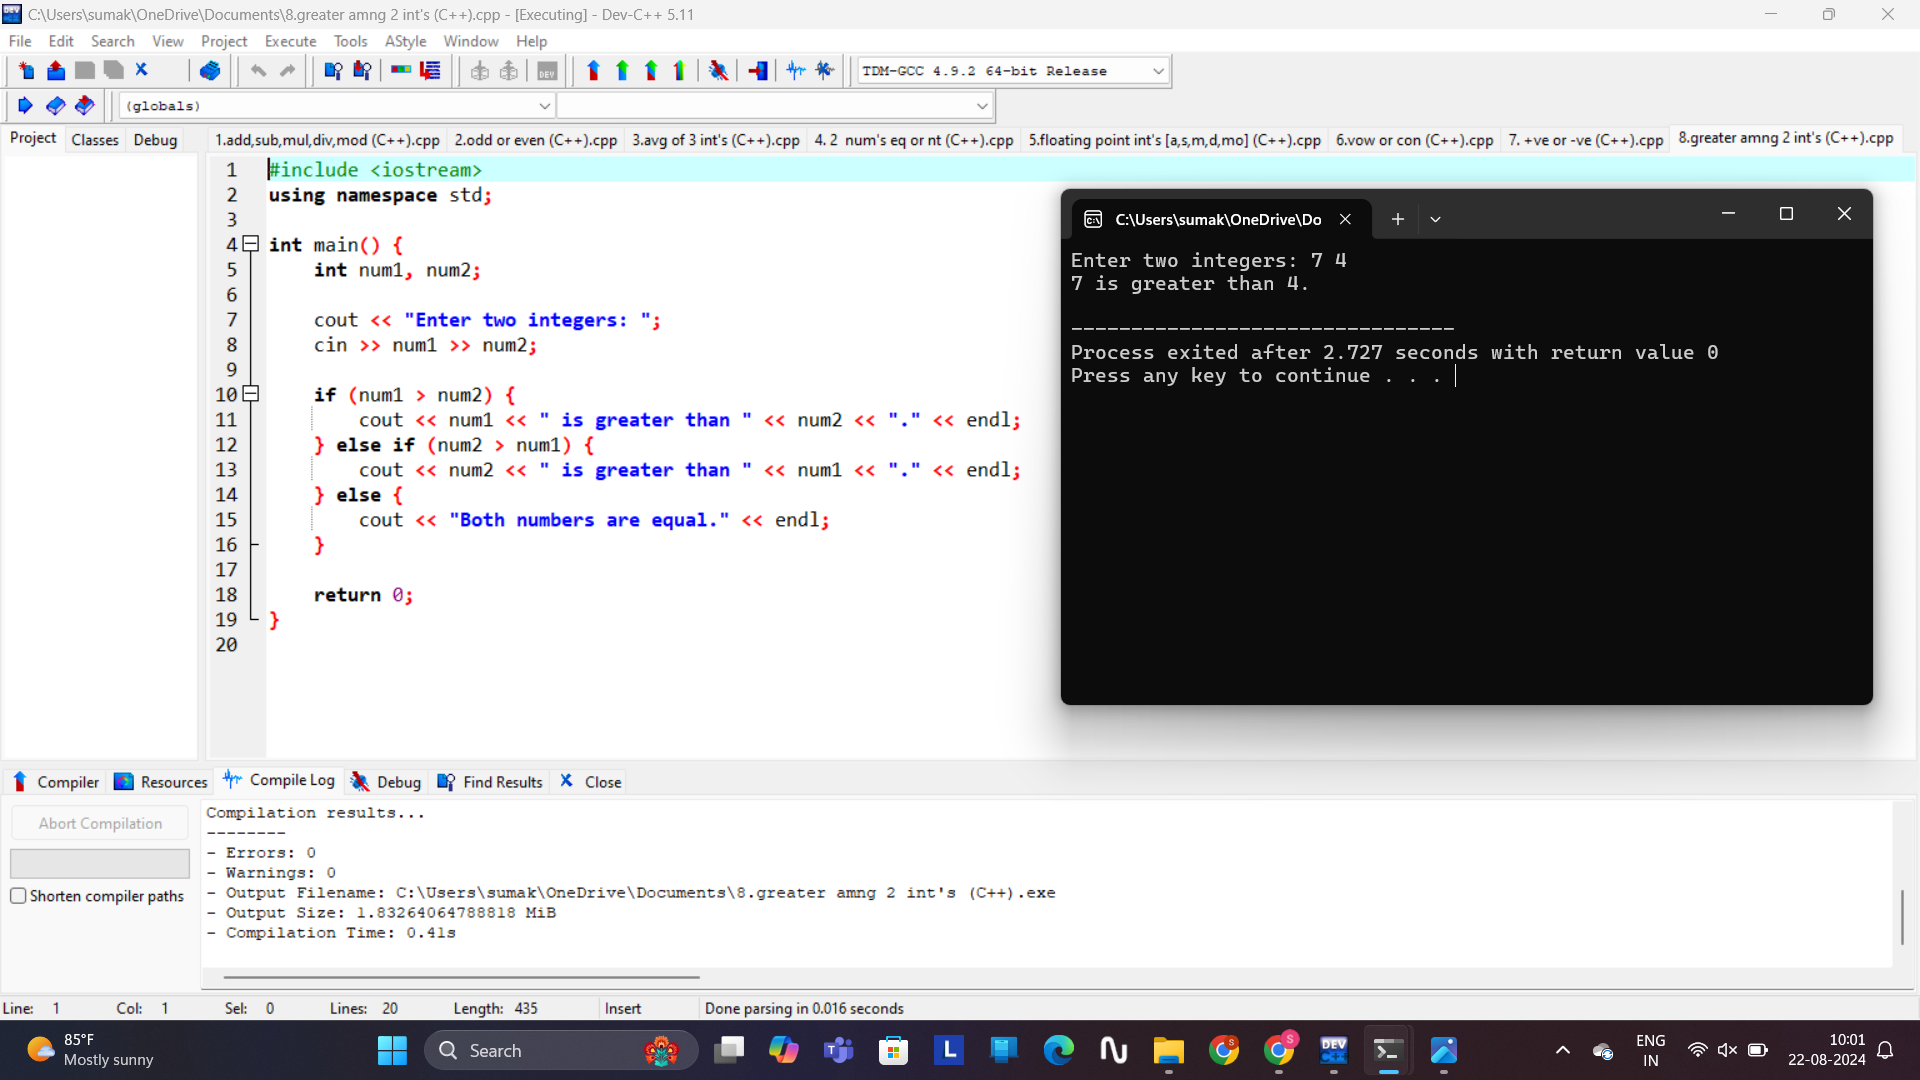 C:\Users\sumak\OneDrive\Documents\8.greater amng 2 int's (C++).cpp - [Executing] - Dev-C++ 5.11
File Edit Search View Project Execute Tools AStyle Window Help
TDM-GCC 4.9.2 64-bit Release
(globals)
Project Classes Debug
1.add,sub,mul,div,mod (C++).cpp 2.odd or even (C++).cpp 3.avg of 3 int's (C++).cpp 4. 2 num's eq or nt (C++).cpp 5.floating point int's [a,s,m,d,mo] (C++).cpp 6.vow or con (C++).cpp 7. +ve or -ve (C++).cpp 8.greater amng 2 int's (C++).cpp
1 #include <iostream>
2 using namespace std;
3
4 int main() {
5 int num1, num2;
6
7 cout << "Enter two integers: ";
8 cin >> num1 >> num2;
9
10 if (num1 > num2) {
11 cout << num1 << " is greater than " << num2 << "." << endl;
12 } else if (num2 > num1) {
13 cout << num2 << " is greater than " << num1 << "." << endl;
14 } else {
15 cout << "Both numbers are equal." << endl;
16 }
17
18 return 0;
19 }
20
C:\Users\sumak\OneDrive\Do
Enter two integers: 7 4
7 is greater than 4.
--------------------------------
Process exited after 2.727 seconds with return value 0
Press any key to continue . . .
Compiler Resources Compile Log Debug Find Results Close
Abort Compilation
Shorten compiler paths
Compilation results...
--------
- Errors: 0
- Warnings: 0
- Output Filename: C:\Users\sumak\OneDrive\Documents\8.greater amng 2 int's (C++).exe
- Output Size: 1.83264064788818 MiB
- Compilation Time: 0.41s
Line: 1 Col: 1 Sel: 0 Lines: 20 Length: 435 Insert Done parsing in 0.016 seconds
85°F
Mostly sunny
Search
DEV
ENG
IN
10:01
22-08-2024